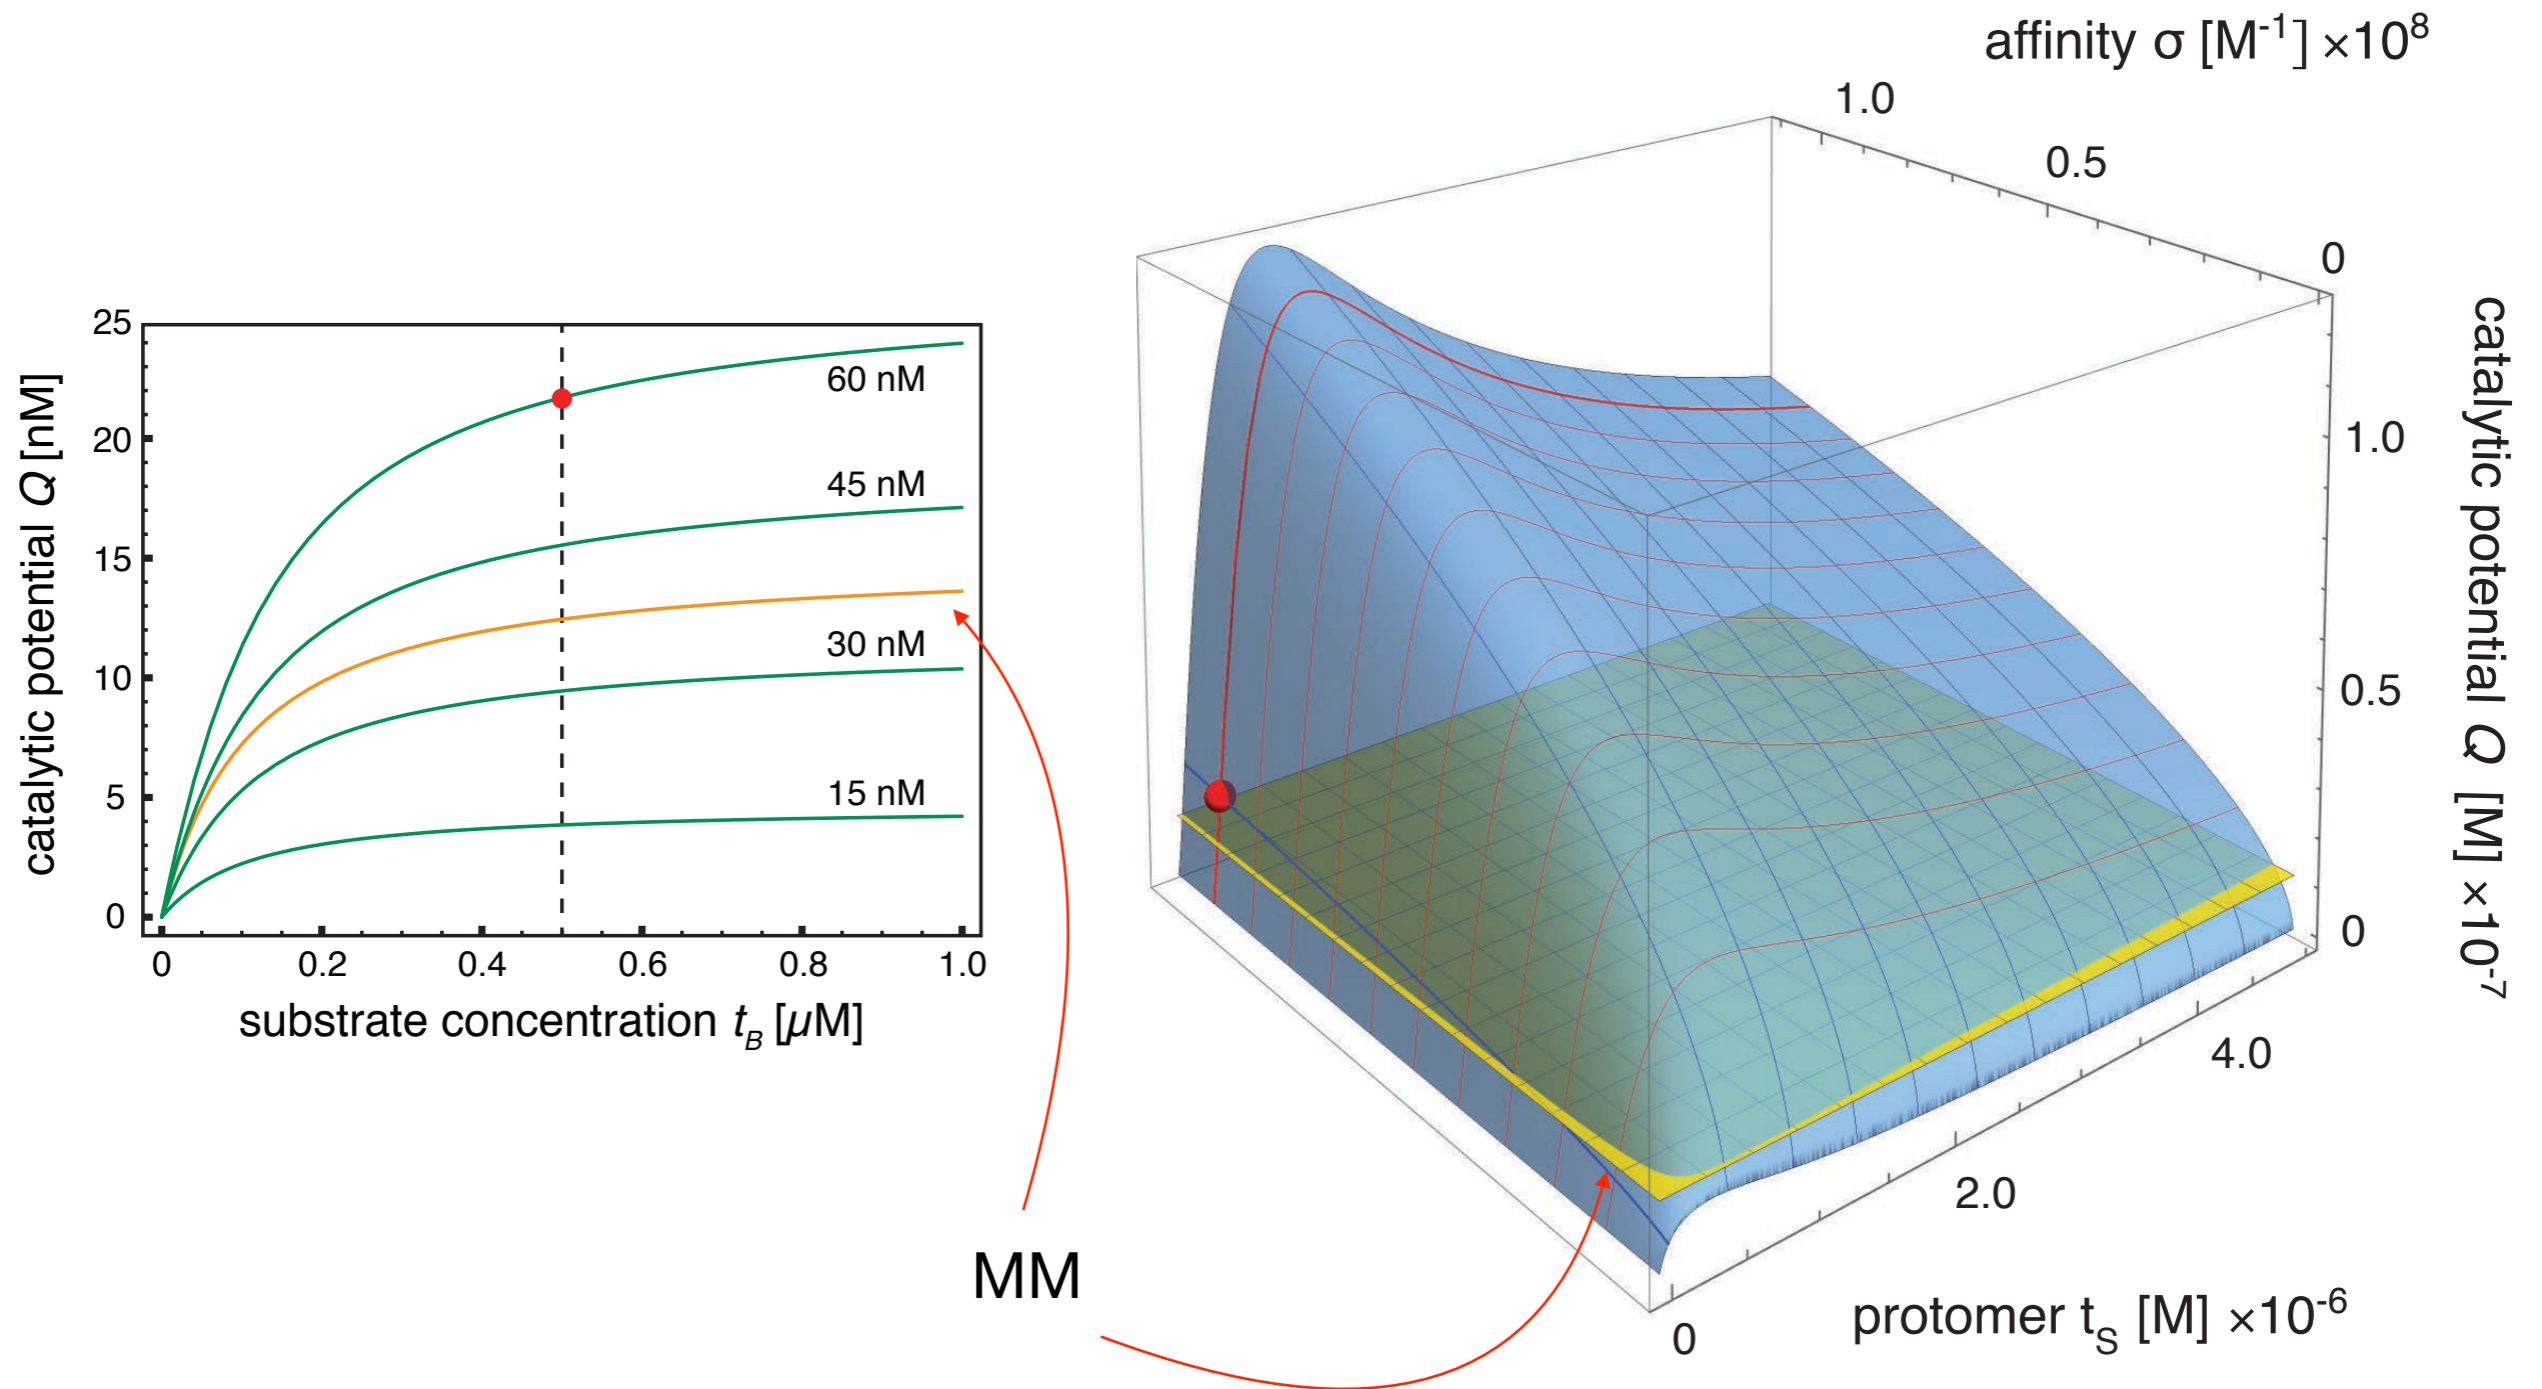 catalytic potential Q [nM]
25
20
15
10
5
0
60 nM
45 nM
30 nM
15 nM
0 0.2 0.4 0.6 0.8 1.0
substrate concentration t_B [μM]
MM
affinity σ [M⁻¹] ×10⁸
1.0
0.5
0
catalytic potential Q [M] ×10⁻⁷
1.0
0.5
0
4.0
2.0
0
protomer t_S [M] ×10⁻⁶